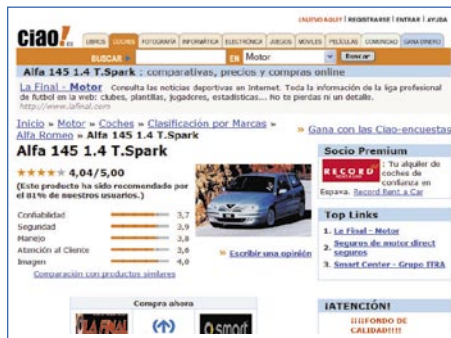 ¿NUEVO AQUÍ? | REGISTRARSE | ENTRAR | AYUDA
ciao! ES
LIBROS COCHES FOTOGRAFÍA INFORMÁTICA ELECTRÓNICA JUEGOS MÓVILES PELÍCULAS COMUNIDAD GANA DINERO
BUSCAR EN Motor Buscar
Alfa 145 1.4 T.Spark : comparativas, precios y compras online
La Final - Motor Consulta las noticias deportivas en Internet. Toda la información de la liga profesional
de futbol en la web: clubes, plantillas, jugadores, estadísticas... No te pierdas ni un detalle.
http://www.lafinal.com
Inicio » Motor » Coches » Clasificación por Marcas »
Alfa Romeo » Alfa 145 1.4 T.Spark
» Gana con las Ciao-encuestas
Alfa 145 1.4 T.Spark
4,04/5,00
(Este producto ha sido recomendado por
el 81% de nuestros usuarios.)
Confiabilidad 3,7
Seguridad 3,9
Manejo 3,8
Atención al Cliente 3,6
Imagen 4,0
Comparación con productos similares
» Escribir una opinión
Socio Premium
RECORD : Tu alquiler de
coches de
confianza en
Espaxa. Record Rent a Car
Top Links
1. La Final - Motor
2. Seguros de motor direct
seguros
3. Smart Center - Grupo ITRA
Compra ahora
LA FINAL
smart
¡ATENCIÓN!
¡¡¡¡FONDO DE
CALIDAD!!!!